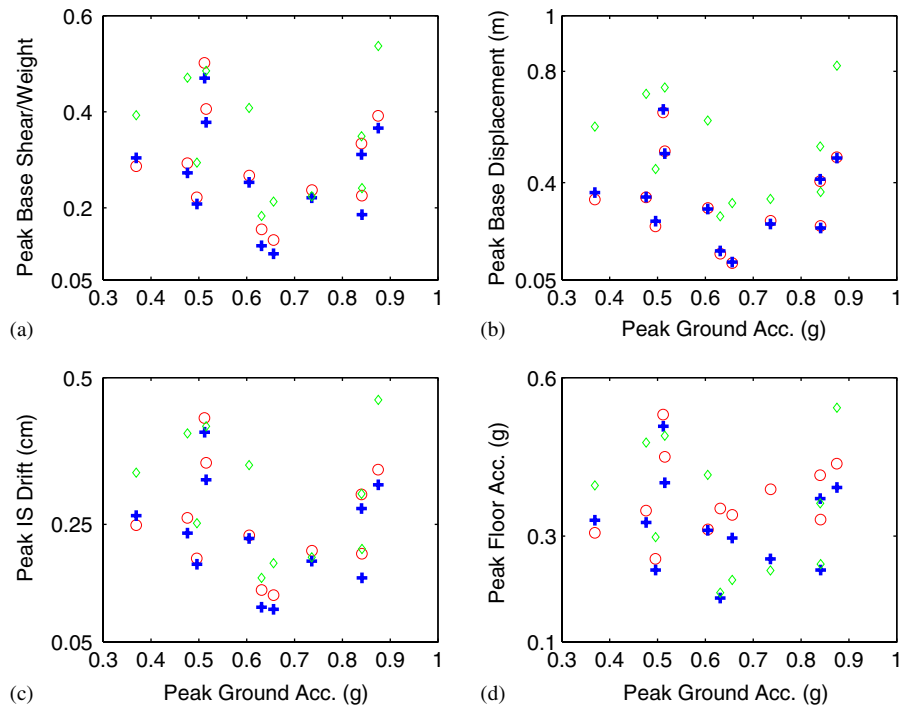 0.6
0.4
0.2
0.05
Peak Base Shear/Weight
0.3 0.4 0.5 0.6 0.7 0.8 0.9 1
(a)
1
0.8
0.4
0.05
Peak Base Displacement (m)
0.3 0.4 0.5 0.6 0.7 0.8 0.9 1
Peak Ground Acc. (g)
(b)
0.5
0.25
0.05
Peak IS Drift (cm)
0.3 0.4 0.5 0.6 0.7 0.8 0.9 1
Peak Ground Acc. (g)
(c)
0.6
0.3
0.1
Peak Floor Acc. (g)
0.3 0.4 0.5 0.6 0.7 0.8 0.9 1
Peak Ground Acc. (g)
(d)